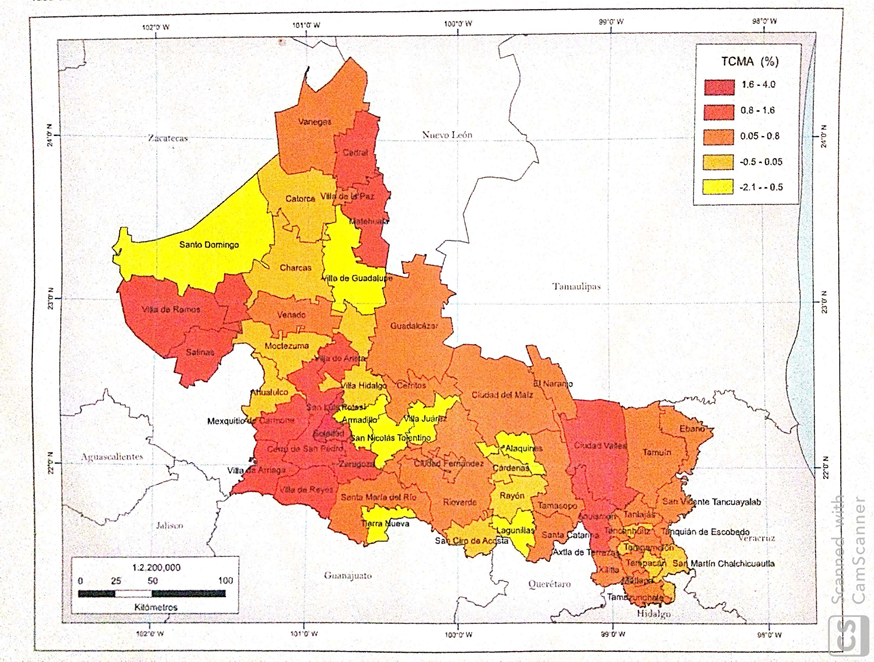 102°0' W
101°0' W
100°0' W
99°0' W
98°0' W
TCMA (%)
1.6 - 4.0
0.8 - 1.6
0.05 - 0.8
-0.5 - 0.05
-2.1 - -0.5
24°0' N
24°0' N
Zacatecas
Nuevo León
Vanegas
Cedral
Catorce
Villa de la Paz
Matehuala
Santo Domingo
Charcas
Villa de Guadalupe
Tamaulipas
23°0' N
23°0' N
Villa de Ramos
Venado
Guadalcázar
Salinas
Moctezuma
Villa de Arista
Ahualulco
Villa Hidalgo
Cerritos
Ciudad del Maíz
El Naranjo
Mexquitic de Carmona
San Luis Potosí
Armadillo
Villa Juárez
Soledad
San Nicolás Tolentino
Cerro de San Pedro
Alaquines
Ciudad Valles
Tamuín
Ebano
22°0' N
22°0' N
Aguascalientes
Villa de Arriaga
Zaragoza
Ciudad Fernández
Cárdenas
Villa de Reyes
Santa María del Río
Rioverde
Rayón
Tamasopo
San Vicente Tancuayalab
Jalisco
Tierra Nueva
San Ciro de Acosta
Lagunillas
Santa Catarina
Aquismón
Tanlajás
Tancanhuitz
Tanquián de Escobedo
Veracruz
Axtla de Terrazas
Tampacán
San Martín Chalchicuautla
Xilitla
Matlapa
Tamazunchale
Guanajuato
Querétaro
Hidalgo
1:2,200,000
0 25 50 100
Kilómetros
102°0' W
101°0' W
100°0' W
99°0' W
98°0' W
Scanned with
CamScanner
CS